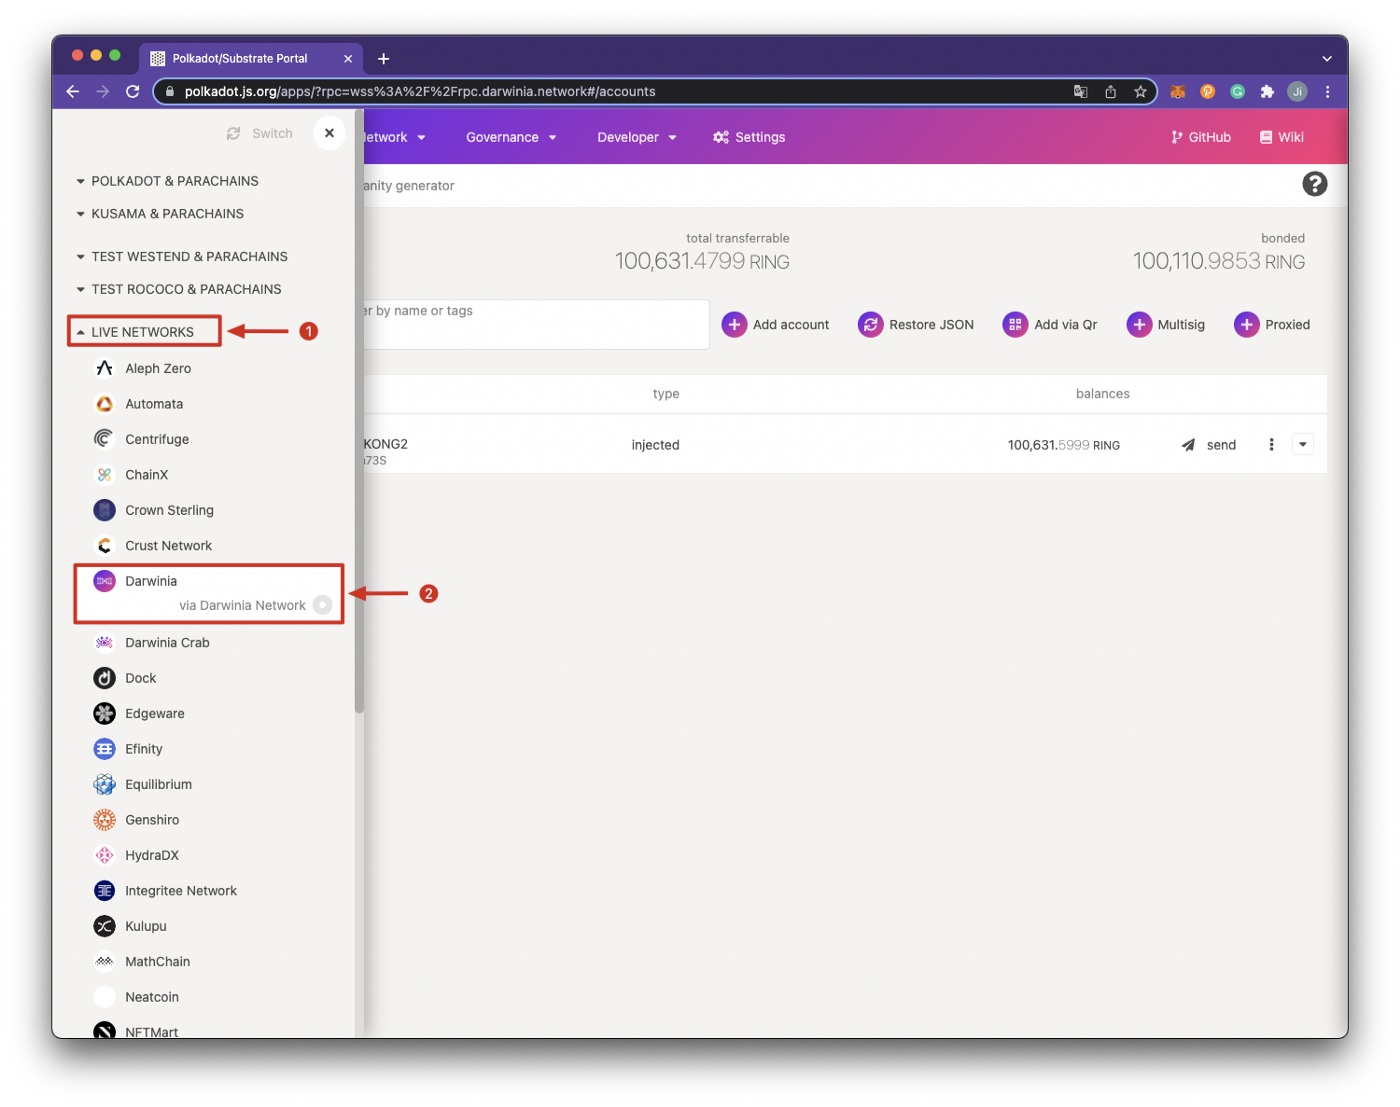 Polkadot/Substrate Portal
polkadot.js.org/apps/?rpc=wss%3A%2F%2Frpc.darwinia.network#/accounts
Ji
Switch
etwork
Governance
Developer
Settings
GitHub
Wiki
POLKADOT & PARACHAINS
KUSAMA & PARACHAINS
TEST WESTEND & PARACHAINS
TEST ROCOCO & PARACHAINS
LIVE NETWORKS
1
Aleph Zero
Automata
Centrifuge
ChainX
Crown Sterling
Crust Network
Darwinia
via Darwinia Network
2
Darwinia Crab
Dock
Edgeware
Efinity
Equilibrium
Genshiro
HydraDX
Integritee Network
Kulupu
MathChain
Neatcoin
NFTMart
anity generator
?
total transferrable
100,631.4799 RING
bonded
100,110.9853 RING
er by name or tags
Add account
Restore JSON
Add via Qr
Multisig
Proxied
type
balances
KONG2
73S
injected
100,631.5999 RING
send